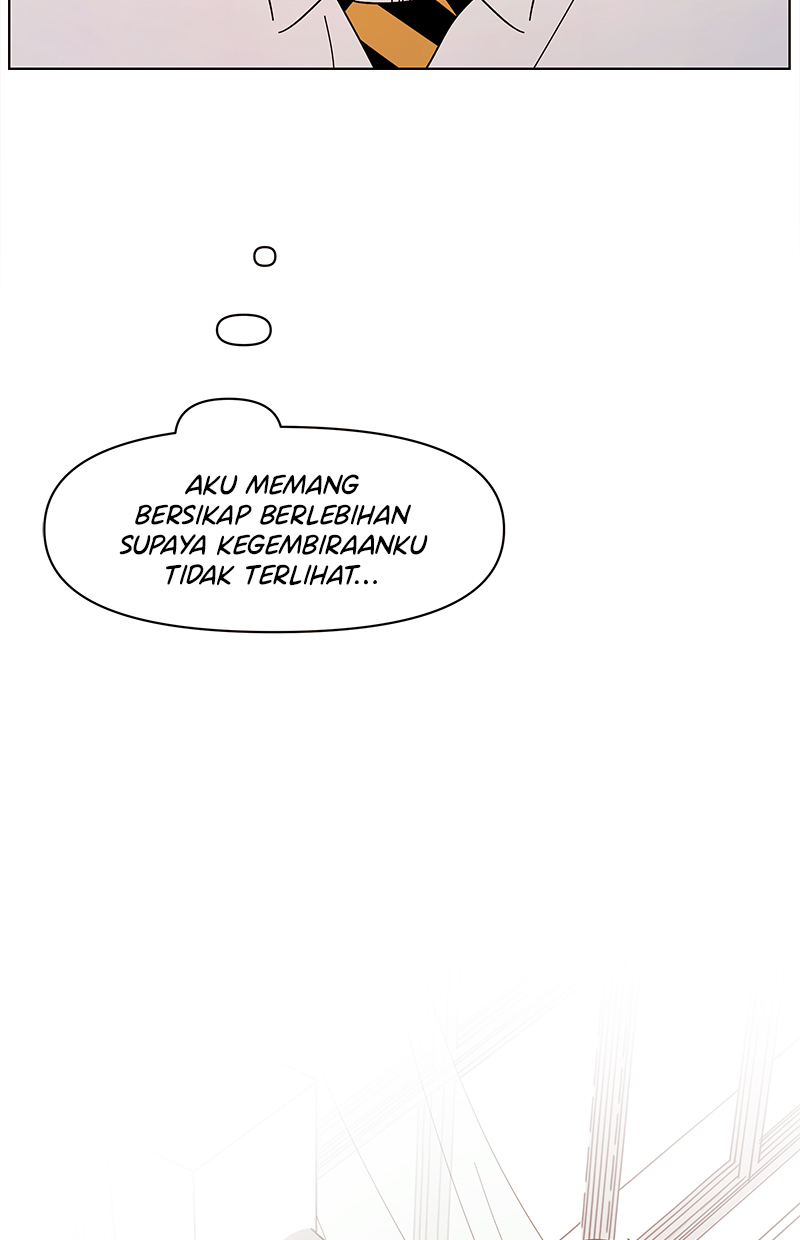 AKU MEMANG
BERSIKAP BERLEBIHAN
SUPAYA KEGEMBIRAANKU
TIDAK TERLIHAT...